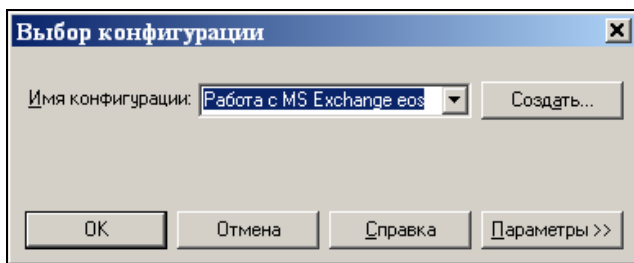 Выбор конфигурации
Имя конфигурации: Работа с MS Exchange eos Создать...
OK Отмена Справка Параметры >>